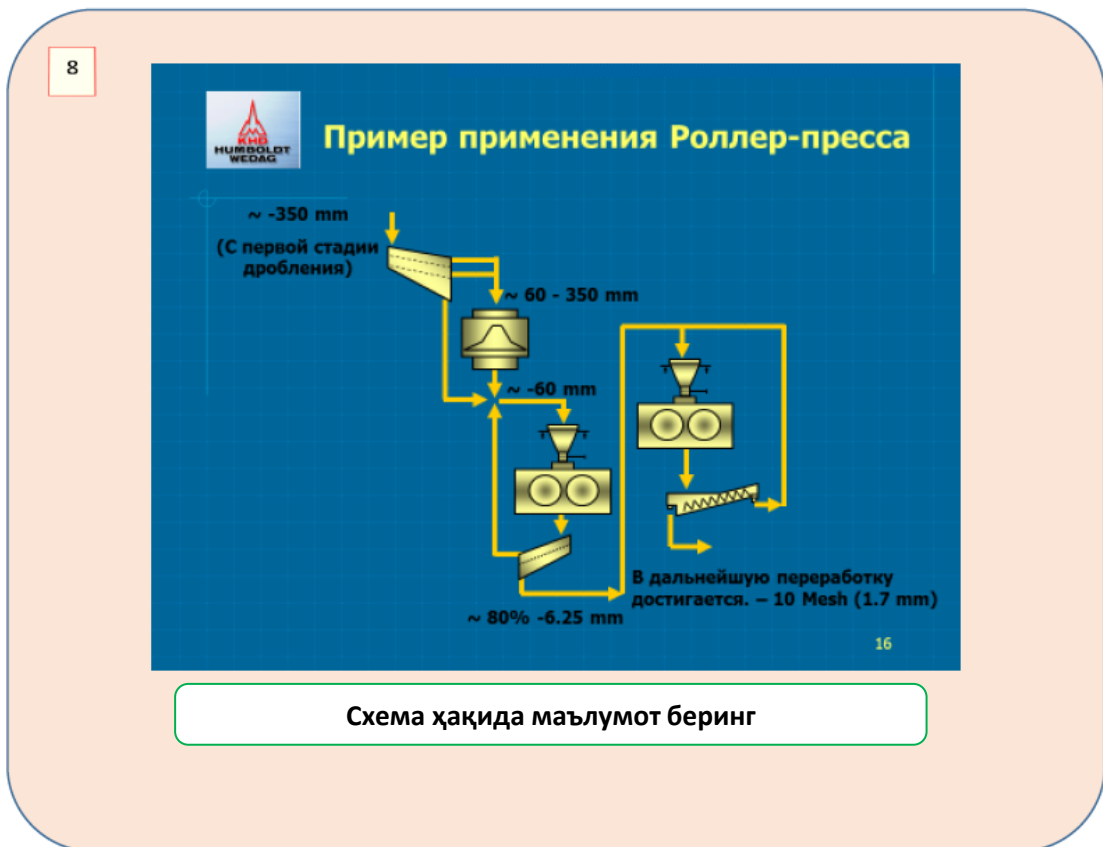 8
KHD
HUMBOLDT
WEDAG
Пример применения Роллер-пресса
~ -350 mm
(С первой стадии
дробления)
~ 60 - 350 mm
~ -60 mm
~ 80% -6.25 mm
В дальнейшую переработку
достигается. – 10 Mesh (1.7 mm)
16
Схема ҳақида маълумот беринг